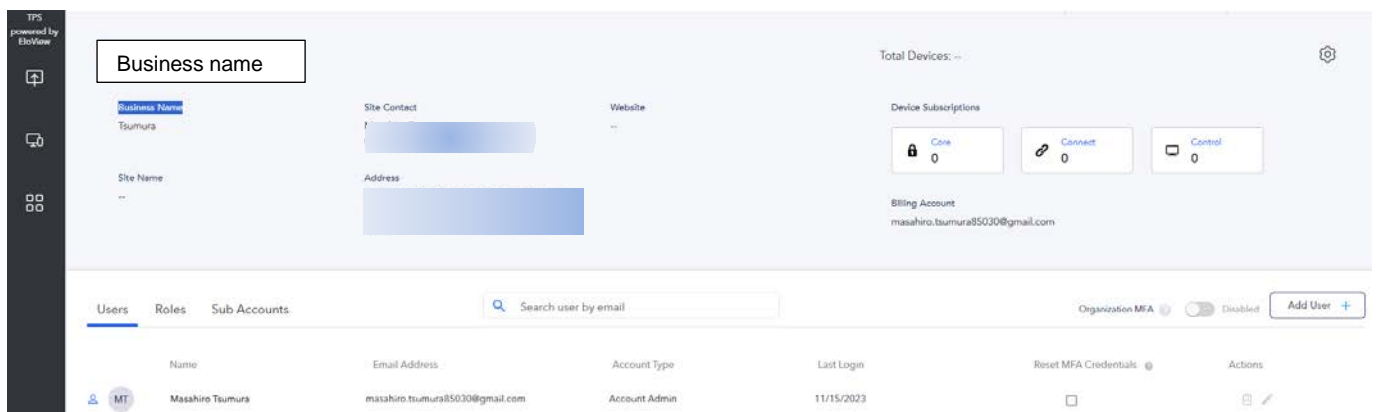 TPS
powered by
EloView
Business name
Total Devices: --
Business Name
Tsumura
Site Contact
Website
--
Device Subscriptions
Core
0
Connect
0
Control
0
Site Name
--
Address
Billing Account
masahiro.tsumura85030@gmail.com
Users Roles Sub Accounts
Search user by email
Organization MFA
Disabled
Add User +
Name Email Address Account Type Last Login Reset MFA Credentials Actions
MT Masahiro Tsumura masahiro.tsumura85030@gmail.com Account Admin 11/15/2023